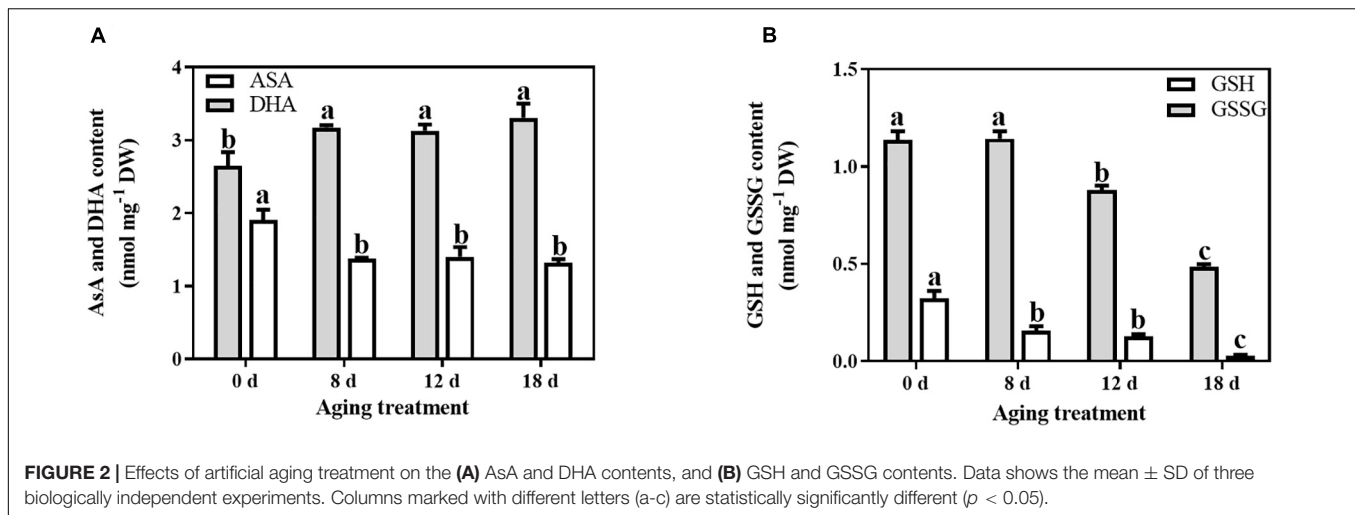 A
AsA and DHA content
(nmol mg⁻¹ DW)
4
3
2
1
0
ASA
DHA
b
a
a
b
a
b
a
b
0 d
8 d
12 d
18 d
Aging treatment
B
GSH and GSSG content
(nmol mg⁻¹ DW)
1.5
1.0
0.5
0.0
GSH
GSSG
a
a
a
b
b
b
c
c
0 d
8 d
12 d
18 d
Aging treatment
FIGURE 2 | Effects of artificial aging treatment on the (A) AsA and DHA contents, and (B) GSH and GSSG contents. Data shows the mean ± SD of three
biologically independent experiments. Columns marked with different letters (a-c) are statistically significantly different (p < 0.05).